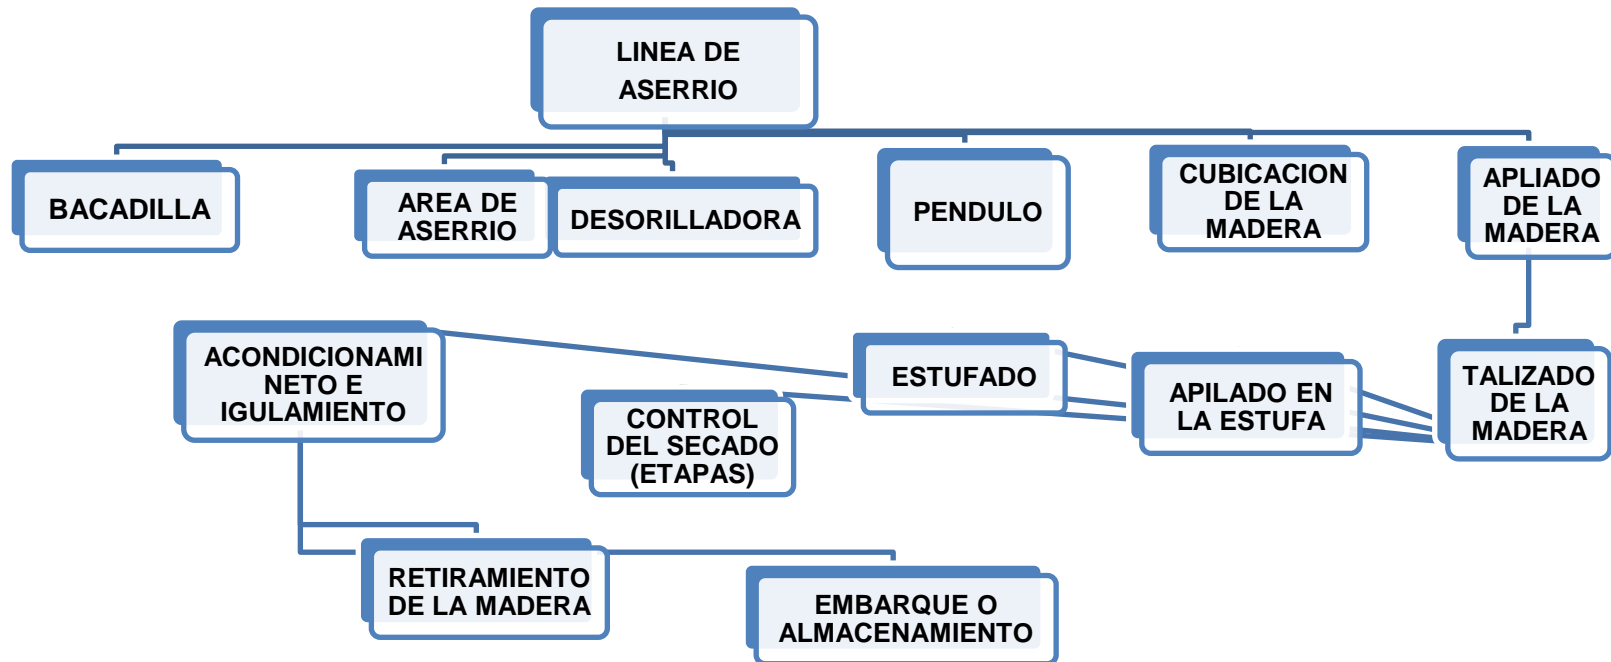 LINEA DE
ASERRIO
BACADILLA
AREA DE
ASERRIO
DESORILLADORA
PENDULO
CUBICACION
DE LA
MADERA
APLIADO
DE LA
MADERA
ACONDICIONAMI
NETO E
IGULAMIENTO
CONTROL
DEL SECADO
(ETAPAS)
ESTUFADO
APILADO EN
LA ESTUFA
TALIZADO
DE LA
MADERA
RETIRAMIENTO
DE LA MADERA
EMBARQUE O
ALMACENAMIENTO